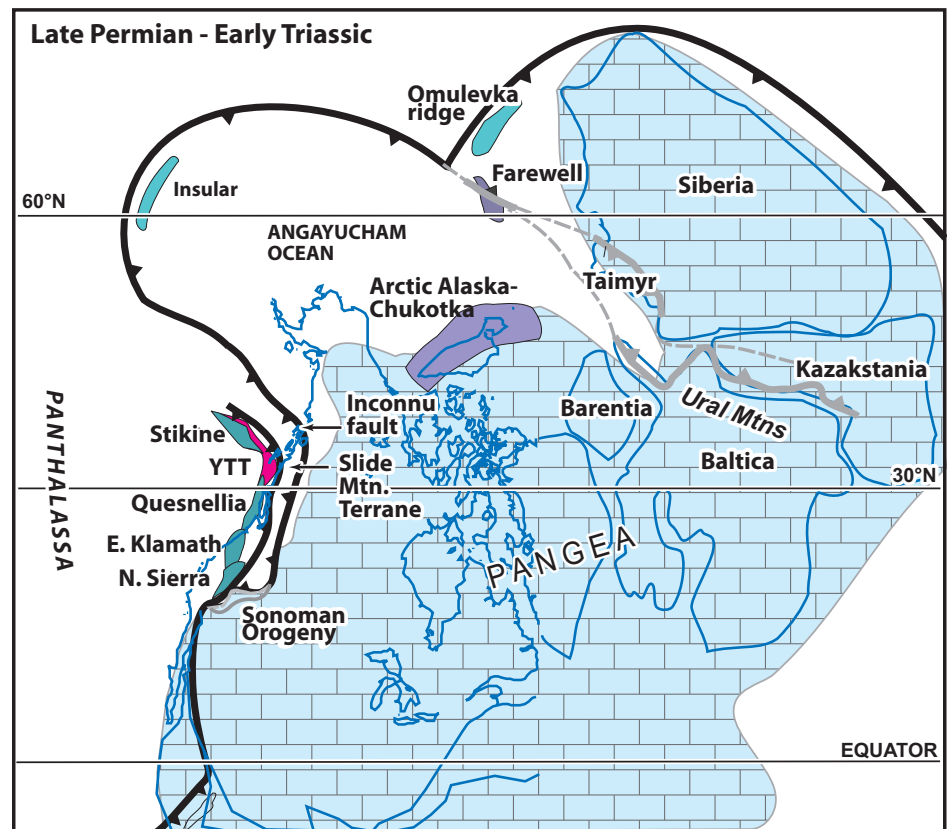 Late Permian - Early Triassic
Omulevka
ridge
Farewell
Siberia
Insular
60°N
ANGAYUCHAM
OCEAN
Taimyr
Arctic Alaska-
Chukotka
Kazakstania
PANTHALASSA
Inconnu
fault
Barentia
Ural Mtns
Stikine
YTT
Slide
Mtn.
Terrane
Baltica
30°N
Quesnellia
E. Klamath
PANGEA
N. Sierra
Sonoman
Orogeny
EQUATOR